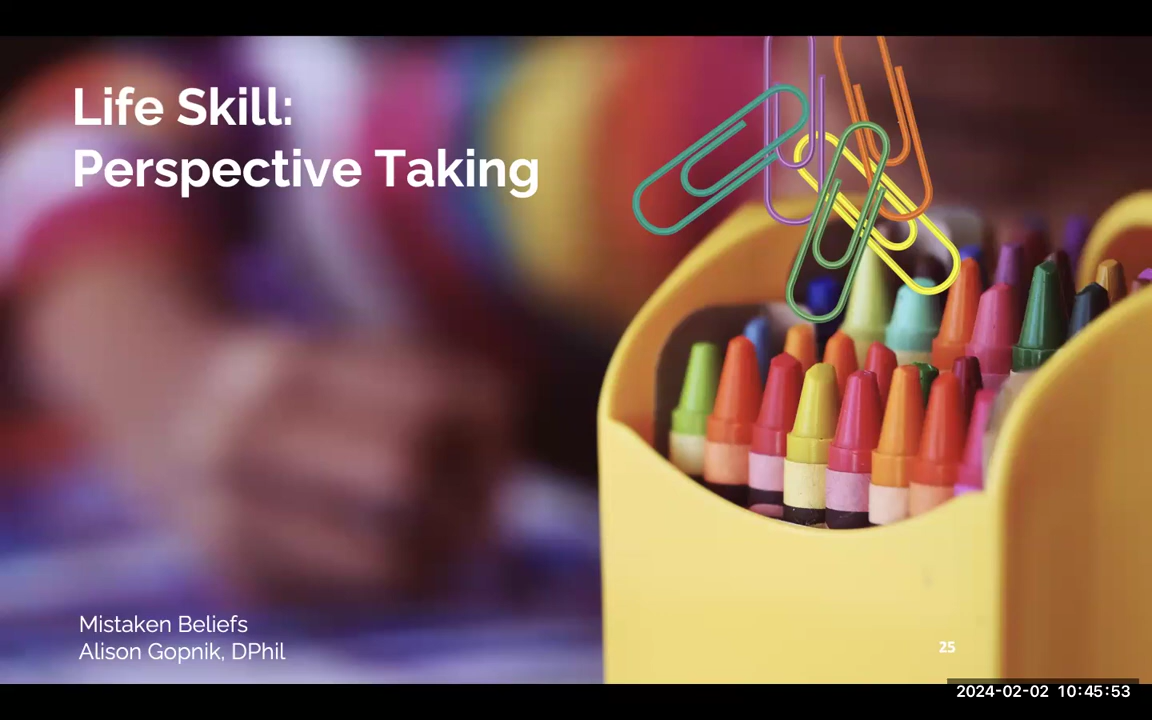 Life Skill:
Perspective Taking
Mistaken Beliefs
Alison Gopnik, DPhil
25
2024-02-02 10:45:53